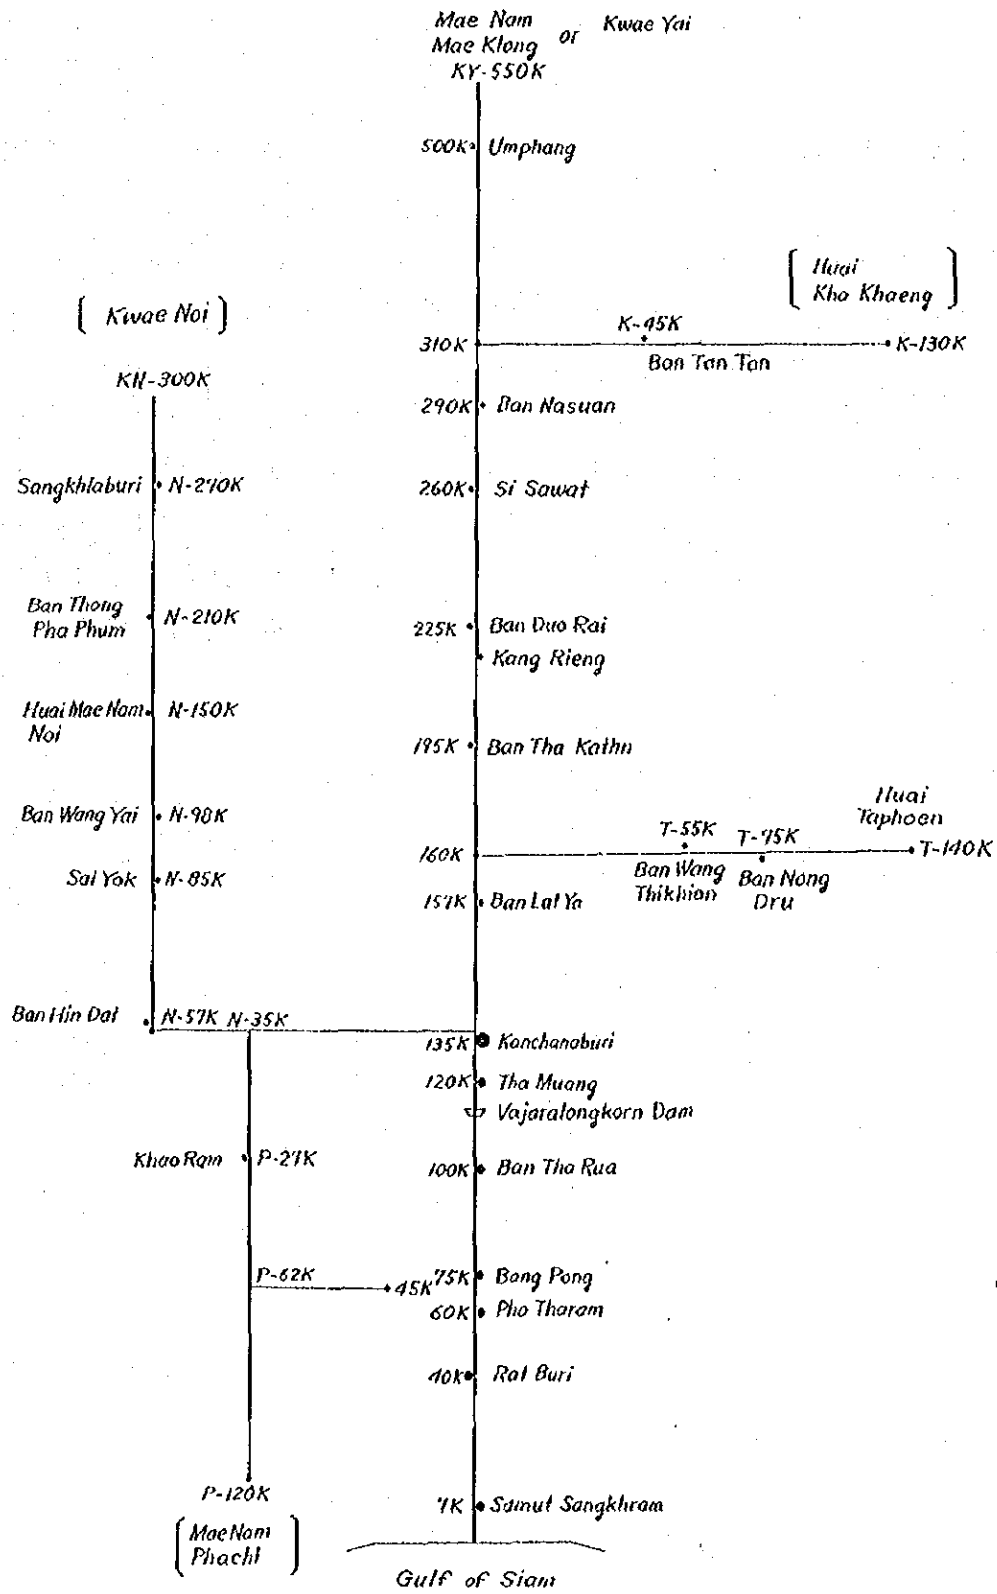 Mae Nam
Mae Klong or Kwae Yai
KY-550K
500K Umphang
[ Huai
Kha Khaeng ]
[ Kwae Noi ]
K-45K
310K K-130K
Ban Tan Tan
KN-300K
290K Ban Nasuan
Sangkhlaburi N-270K
260K Si Sawat
Ban Thong
Pha Phum N-210K
225K Ban Duo Rai
Kang Rieng
Huai Mae Nam
Noi N-150K
195K Ban Tha Kathn
Huai
Taphoen
Ban Wang Yai N-98K
T-55K T-75K
160K T-140K
Ban Wang
Thikhion
Ban Nong
Dru
Sai Yok N-85K
157K Ban Lat Ya
Ban Hin Dat N-57K N-35K
135K Kanchanaburi
120K Tha Muang
Vajaralongkorn Dam
Khao Ram P-27K
100K Ban Tha Rua
P-62K 45K
75K Bang Pong
60K Pho Tharam
40K Rat Buri
P-120K
7K Samut Sangkhram
[ Mae Nam
Phachi ]
Gulf of Siam